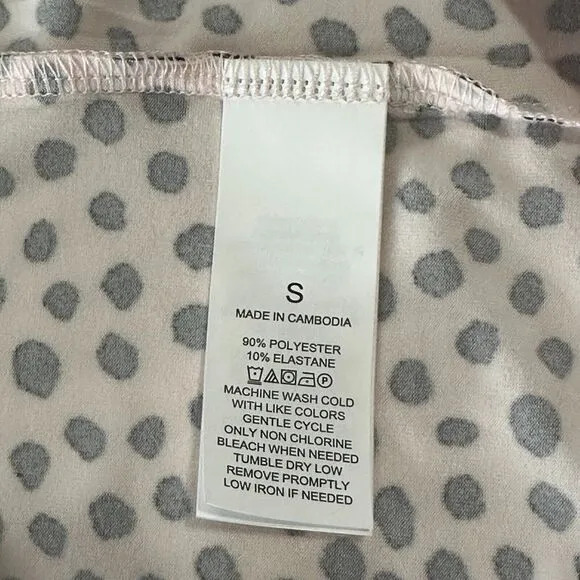 S
MADE IN CAMBODIA
90% POLYESTER
10% ELASTANE
MACHINE WASH COLD
WITH LIKE COLORS
GENTLE CYCLE
ONLY NON CHLORINE
BLEACH WHEN NEEDED
TUMBLE DRY LOW
REMOVE PROMPTLY
LOW IRON IF NEEDED